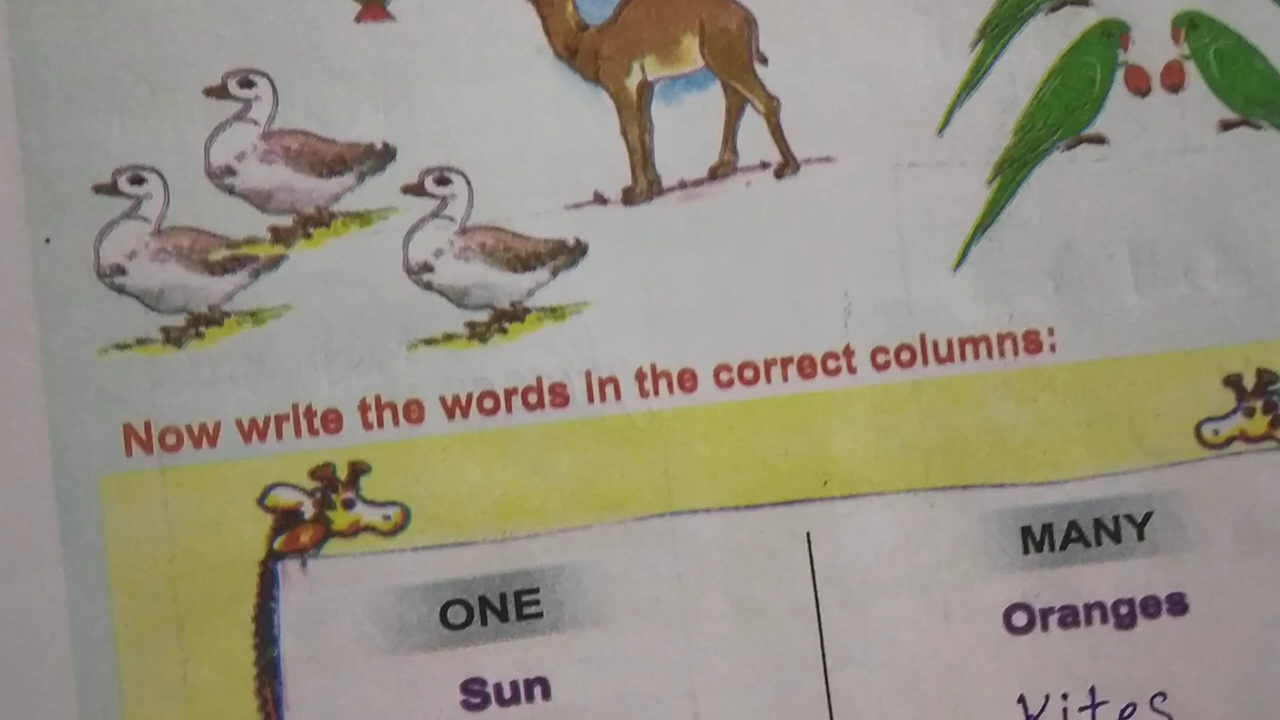 Now write the words in the correct columns:
ONE
MANY
Sun
Oranges
Kites